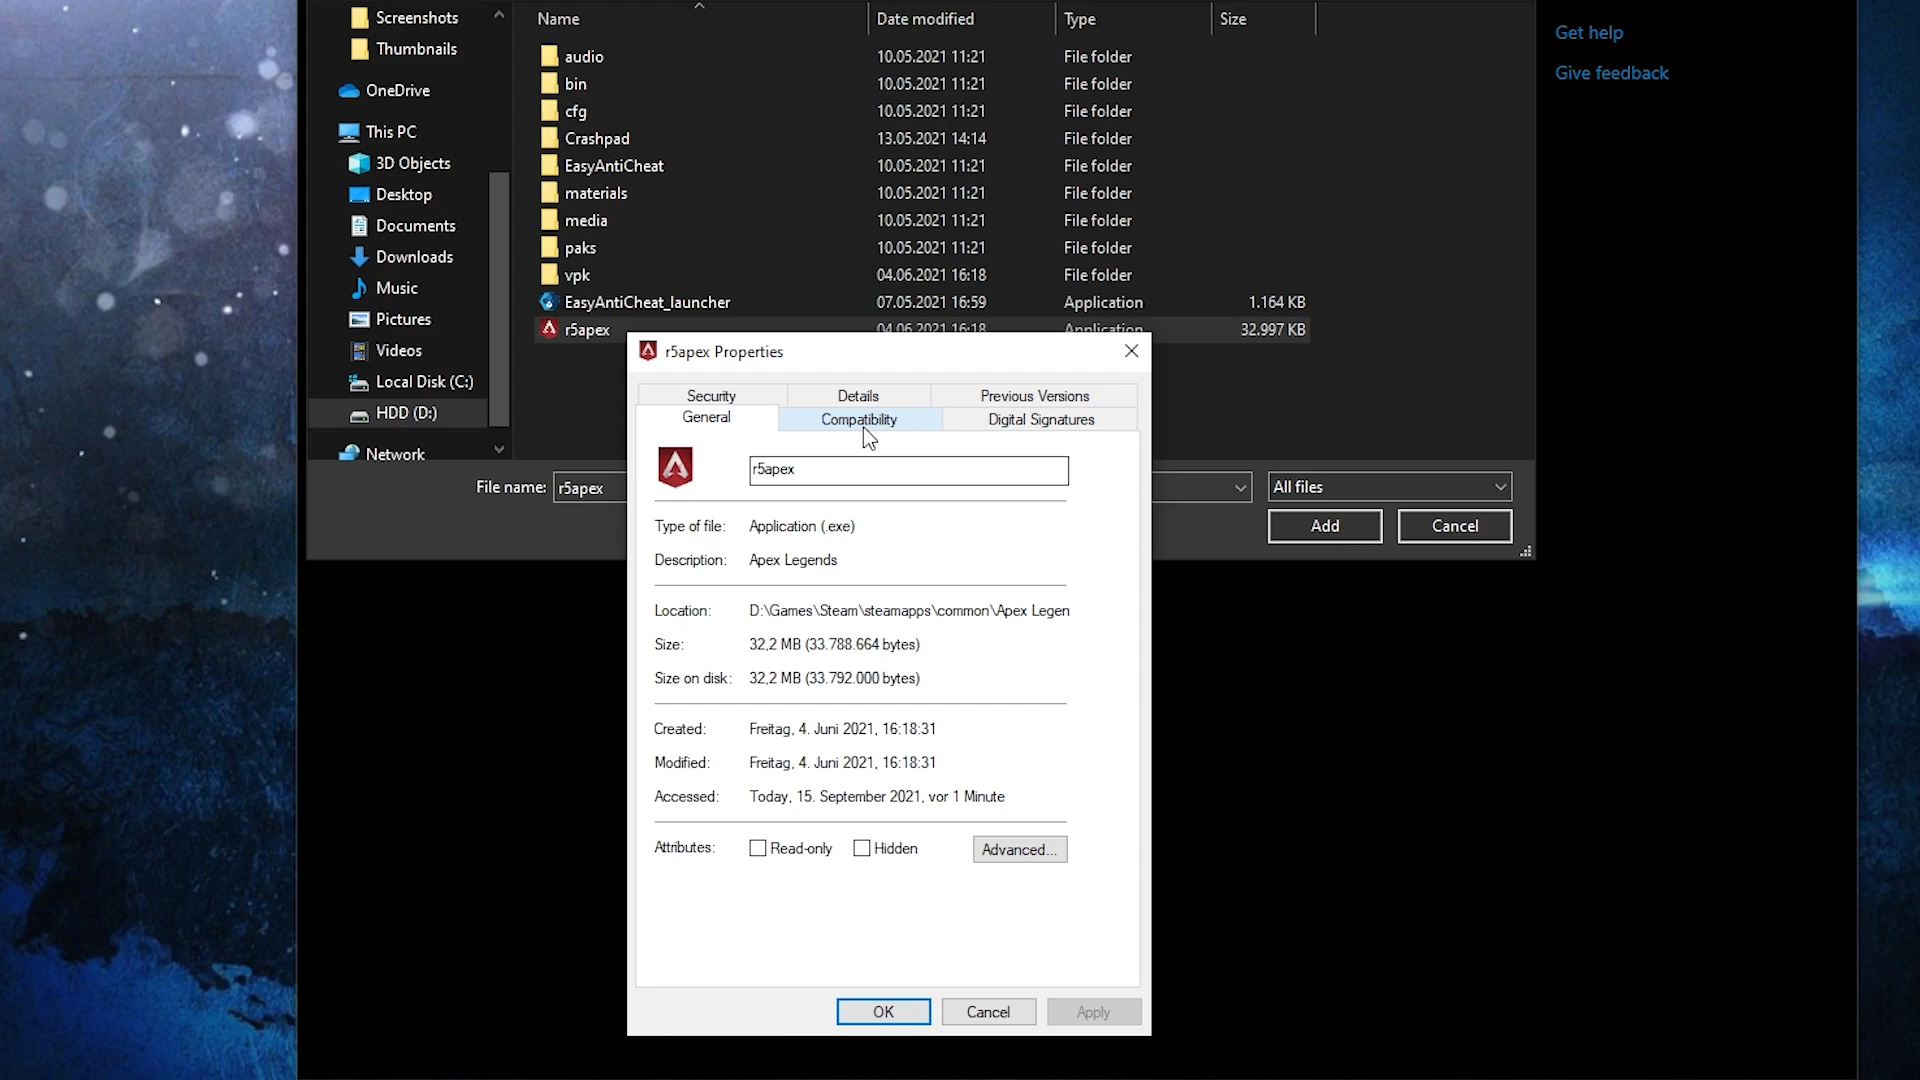 Screenshots
Thumbnails
OneDrive
This PC
3D Objects
Desktop
Documents
Downloads
Music
Pictures
Videos
Local Disk (C:)
HDD (D:)
Network
Name Date modified Type Size
audio 10.05.2021 11:21 File folder
bin 10.05.2021 11:21 File folder
cfg 10.05.2021 11:21 File folder
Crashpad 13.05.2021 14:14 File folder
EasyAntiCheat 10.05.2021 11:21 File folder
materials 10.05.2021 11:21 File folder
media 10.05.2021 11:21 File folder
paks 10.05.2021 11:21 File folder
vpk 04.06.2021 16:18 File folder
EasyAntiCheat_launcher 07.05.2021 16:59 Application 1.164 KB
r5apex 04.06.2021 16:18 Application 32.997 KB
Get help
Give feedback
File name: r5apex
All files
Add Cancel
r5apex Properties
Security Details Previous Versions
General Compatibility Digital Signatures
r5apex
Type of file: Application (.exe)
Description: Apex Legends
Location: D:\Games\Steam\steamapps\common\Apex Legen
Size: 32,2 MB (33.788.664 bytes)
Size on disk: 32,2 MB (33.792.000 bytes)
Created: Freitag, 4. Juni 2021, 16:18:31
Modified: Freitag, 4. Juni 2021, 16:18:31
Accessed: Today, 15. September 2021, vor 1 Minute
Attributes: Read-only Hidden Advanced...
OK Cancel Apply